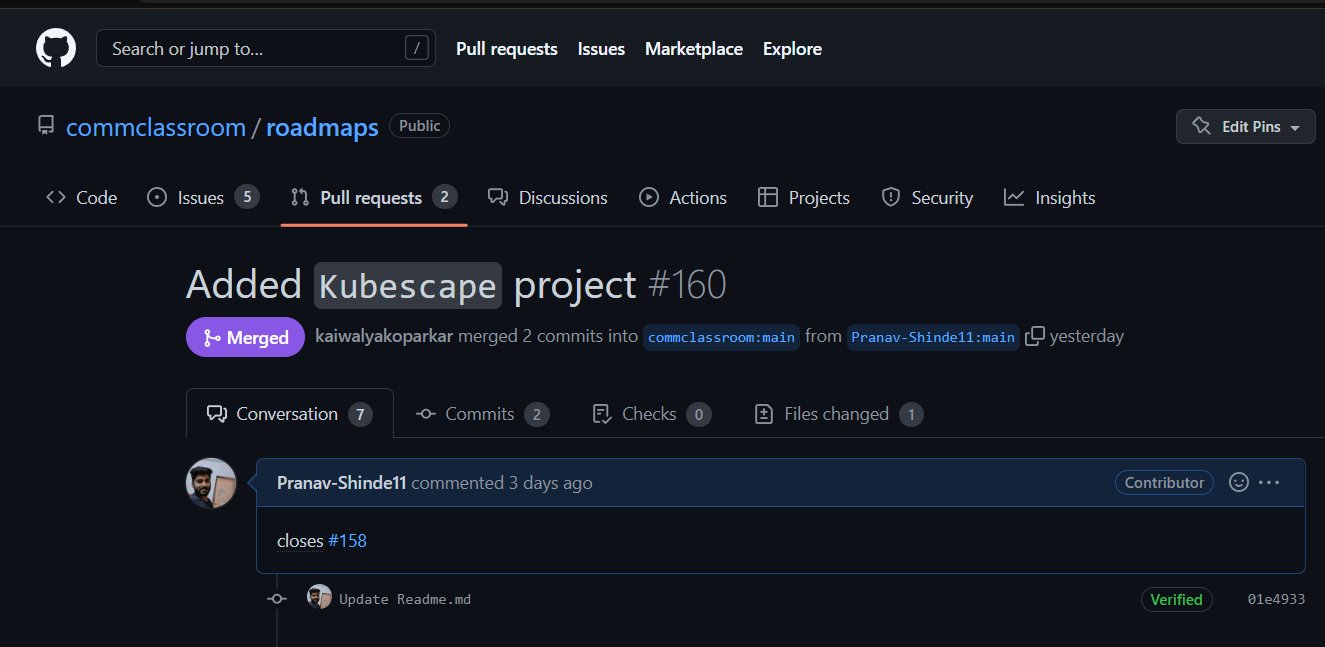 Search or jump to... / Pull requests Issues Marketplace Explore
commclassroom / roadmaps Public Edit Pins
Code Issues 5 Pull requests 2 Discussions Actions Projects Security Insights
Added Kubescape project #160
Merged kaiwalyakoparkar merged 2 commits into commclassroom:main from Pranav-Shinde11:main yesterday
Conversation 7 Commits 2 Checks 0 Files changed 1
Pranav-Shinde11 commented 3 days ago Contributor
closes #158
Update Readme.md Verified 01e4933